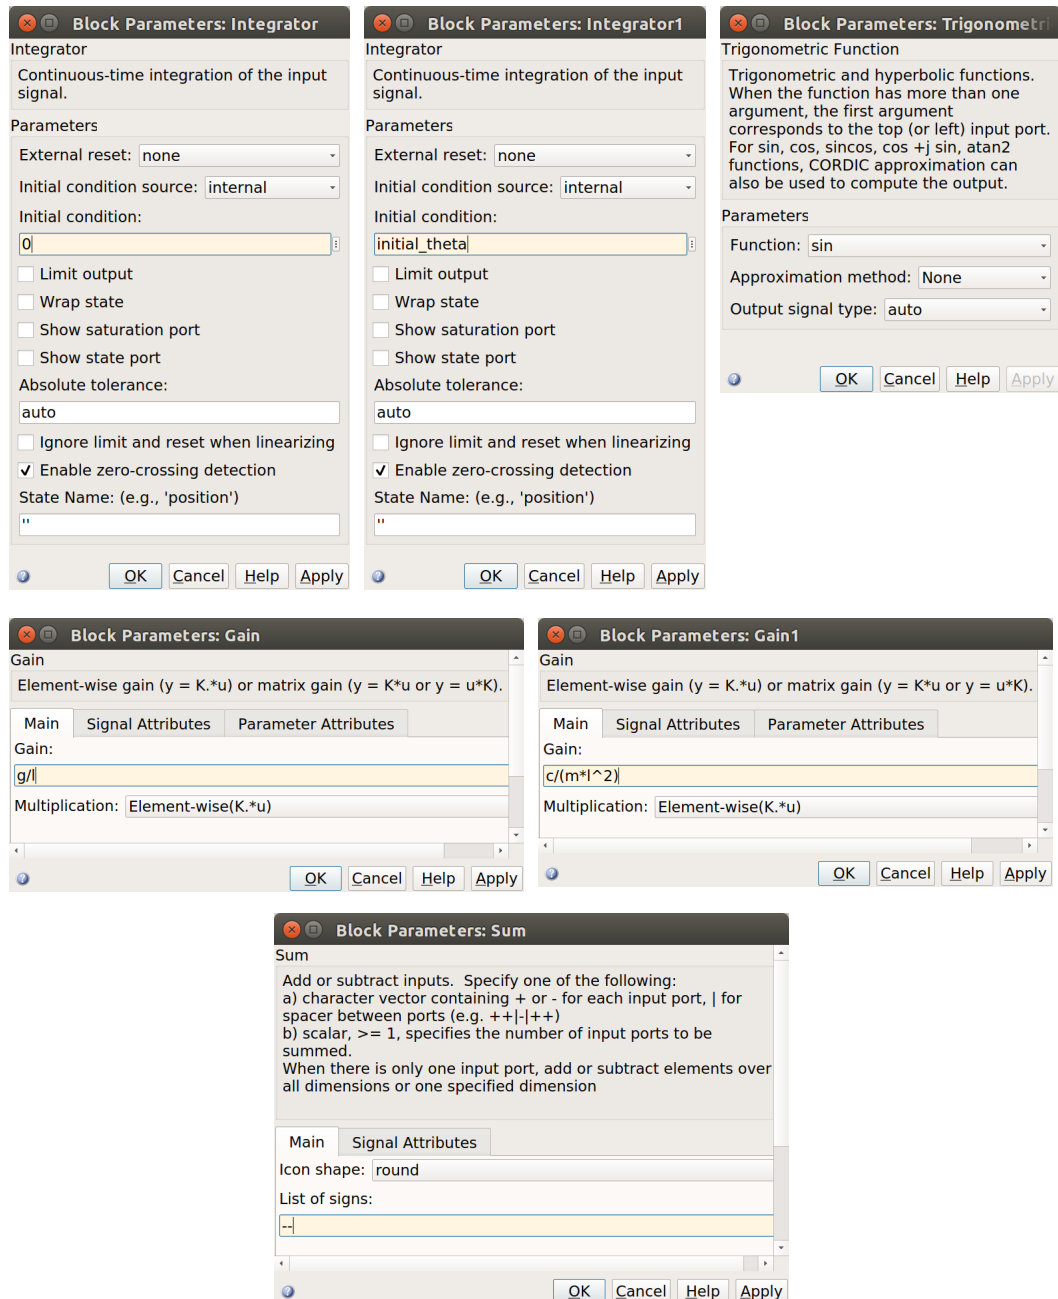 Block Parameters: Integrator
Integrator
Continuous-time integration of the input
signal.
Parameters
External reset: none
Initial condition source: internal
Initial condition:
0
Limit output
Wrap state
Show saturation port
Show state port
Absolute tolerance:
auto
Ignore limit and reset when linearizing
Enable zero-crossing detection
State Name: (e.g., 'position')
''
OK Cancel Help Apply
Block Parameters: Integrator1
Integrator
Continuous-time integration of the input
signal.
Parameters
External reset: none
Initial condition source: internal
Initial condition:
initial_theta
Limit output
Wrap state
Show saturation port
Show state port
Absolute tolerance:
auto
Ignore limit and reset when linearizing
Enable zero-crossing detection
State Name: (e.g., 'position')
''
OK Cancel Help Apply
Block Parameters: Trigonometri
Trigonometric Function
Trigonometric and hyperbolic functions.
When the function has more than one
argument, the first argument
corresponds to the top (or left) input port.
For sin, cos, sincos, cos +j sin, atan2
functions, CORDIC approximation can
also be used to compute the output.
Parameters
Function: sin
Approximation method: None
Output signal type: auto
OK Cancel Help Apply
Block Parameters: Gain
Gain
Element-wise gain (y = K.*u) or matrix gain (y = K*u or y = u*K).
Main Signal Attributes Parameter Attributes
Gain:
g/l
Multiplication: Element-wise(K.*u)
OK Cancel Help Apply
Block Parameters: Gain1
Gain
Element-wise gain (y = K.*u) or matrix gain (y = K*u or y = u*K).
Main Signal Attributes Parameter Attributes
Gain:
c/(m*l^2)
Multiplication: Element-wise(K.*u)
OK Cancel Help Apply
Block Parameters: Sum
Sum
Add or subtract inputs.  Specify one of the following:
a) character vector containing + or - for each input port, | for
spacer between ports (e.g. ++|-|++)
b) scalar, >= 1, specifies the number of input ports to be
summed.
When there is only one input port, add or subtract elements over
all dimensions or one specified dimension
Main Signal Attributes
Icon shape: round
List of signs:
--
OK Cancel Help Apply